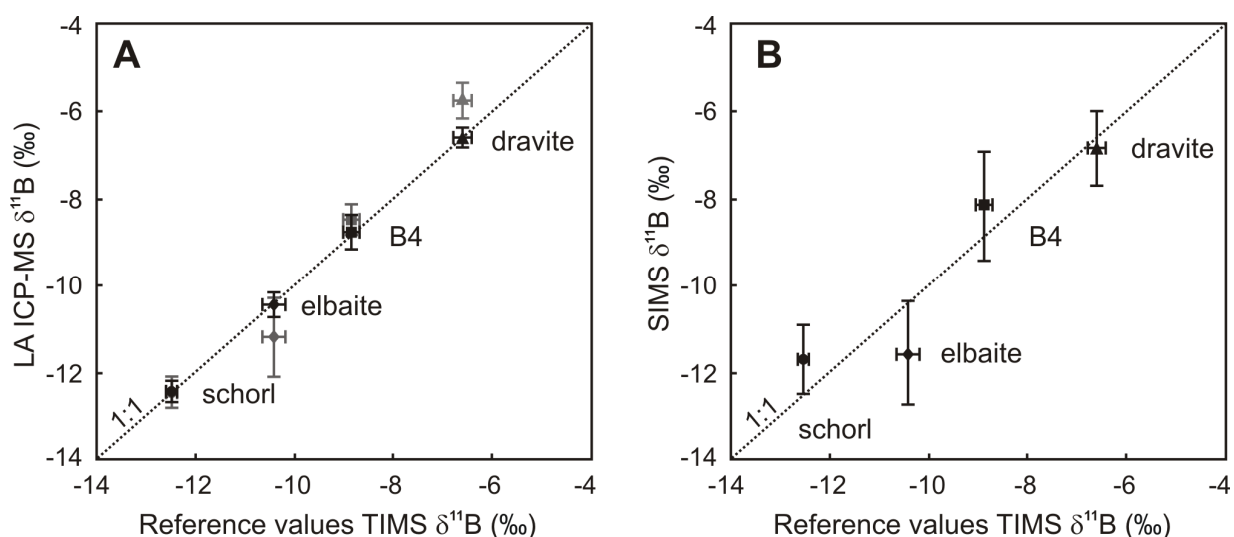 A
LA ICP-MS δ¹¹B (‰)
-4
-6
-8
-10
-12
-14
dravite
B4
elbaite
schorl
1:1
-14 -12 -10 -8 -6 -4
Reference values TIMS δ¹¹B (‰)
B
SIMS δ¹¹B (‰)
-4
-6
-8
-10
-12
-14
dravite
B4
elbaite
schorl
1:1
-14 -12 -10 -8 -6 -4
Reference values TIMS δ¹¹B (‰)